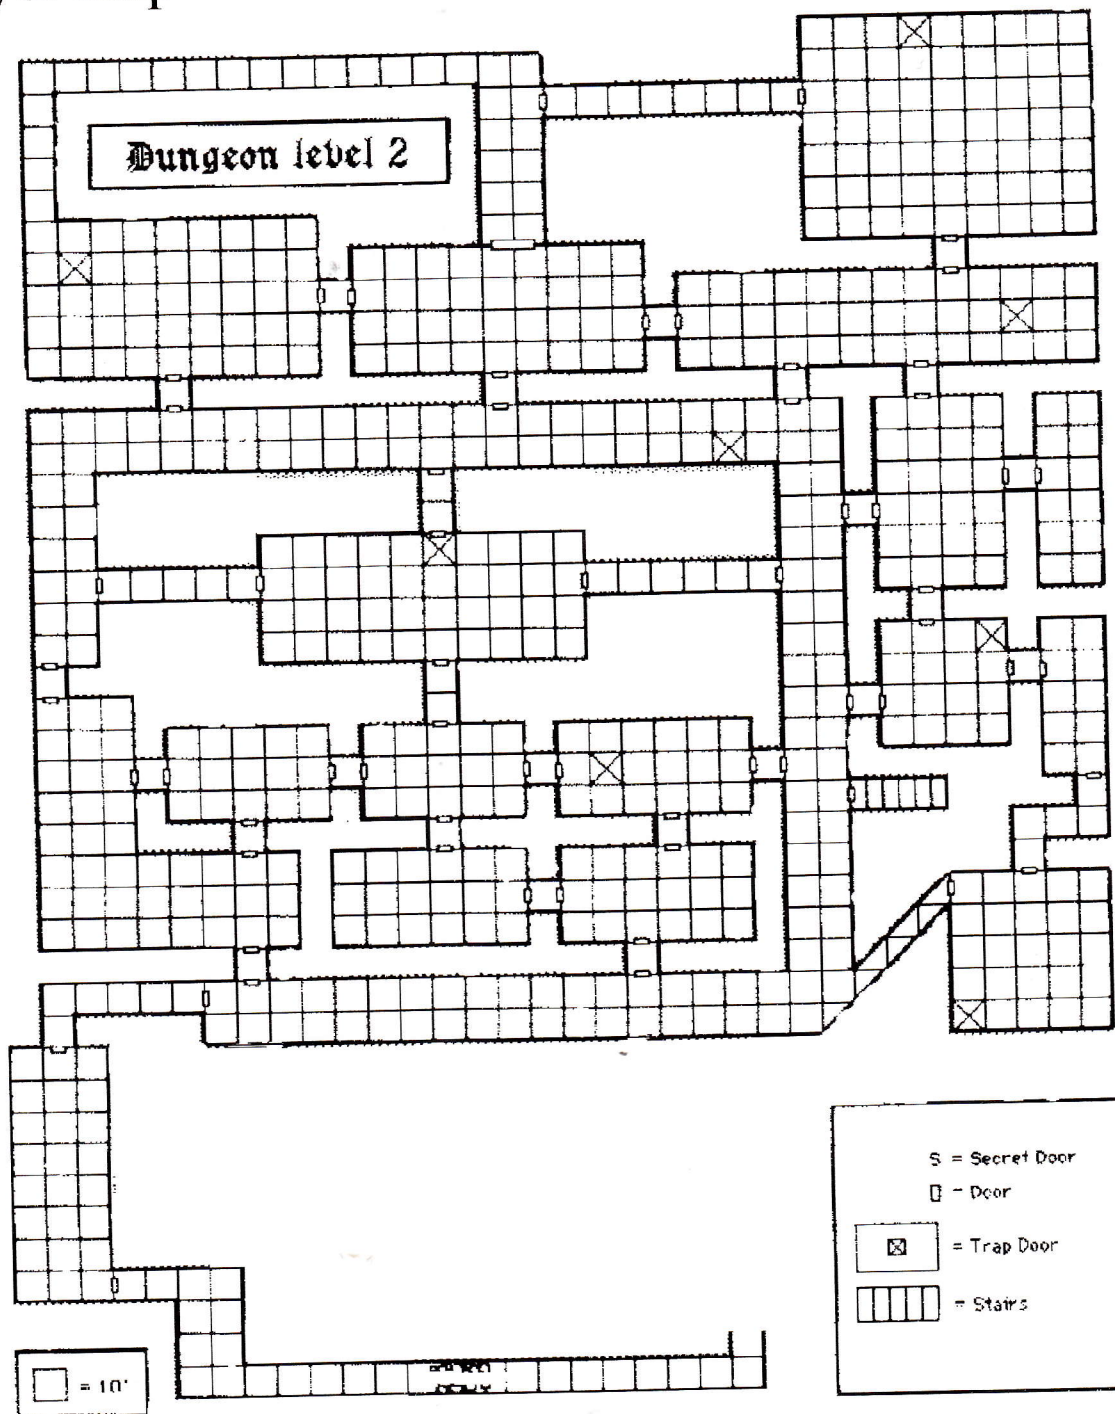 Dungeon level 2
S = Secret Door
= Door
= Trap Door
= Stairs
= 10'